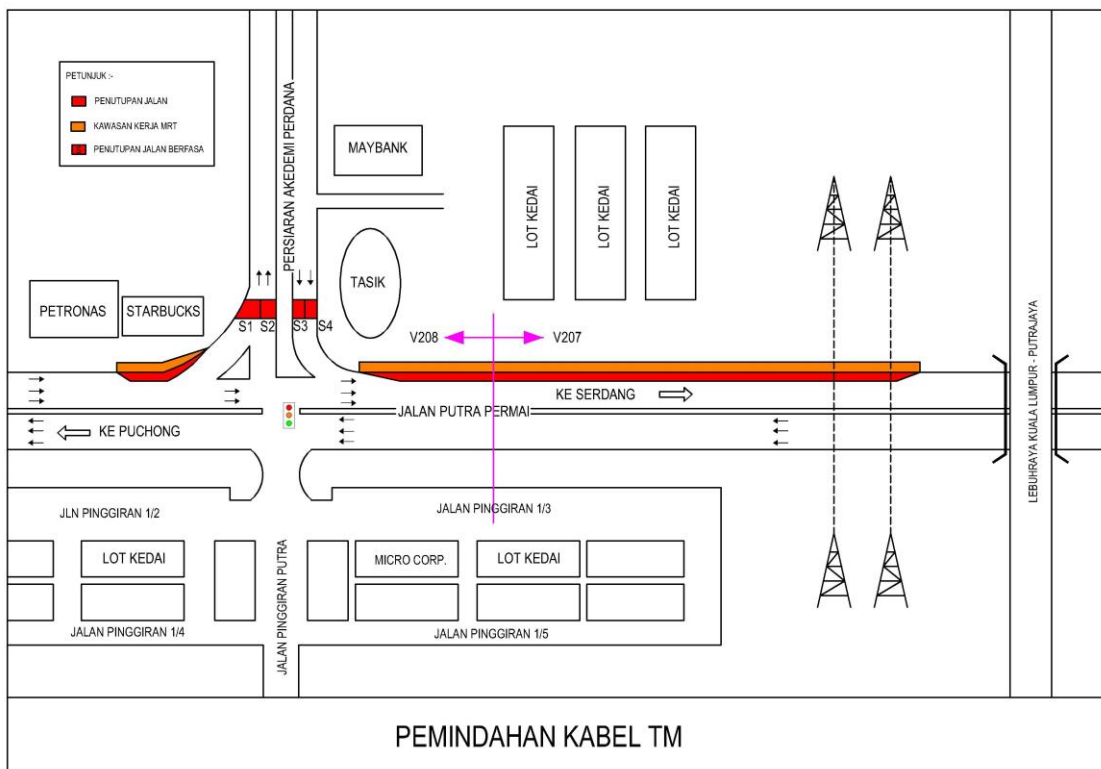 PETUNJUK :-
PENUTUPAN JALAN
KAWASAN KERJA MRT
PENUTUPAN JALAN BERFASA
PERSIARAN AKEDEMI PERDANA
MAYBANK
LOT KEDAI
LOT KEDAI
LOT KEDAI
TASIK
PETRONAS
STARBUCKS
S1
S2
S3
S4
V208
V207
KE SERDANG
JALAN PUTRA PERMAI
KE PUCHONG
LEBUHRAYA KUALA LUMPUR - PUTRAJAYA
JLN PINGGIRAN 1/2
JALAN PINGGIRAN 1/3
LOT KEDAI
JALAN PINGGIRAN PUTRA
MICRO CORP.
LOT KEDAI
JALAN PINGGIRAN 1/4
JALAN PINGGIRAN 1/5
PEMINDAHAN KABEL TM